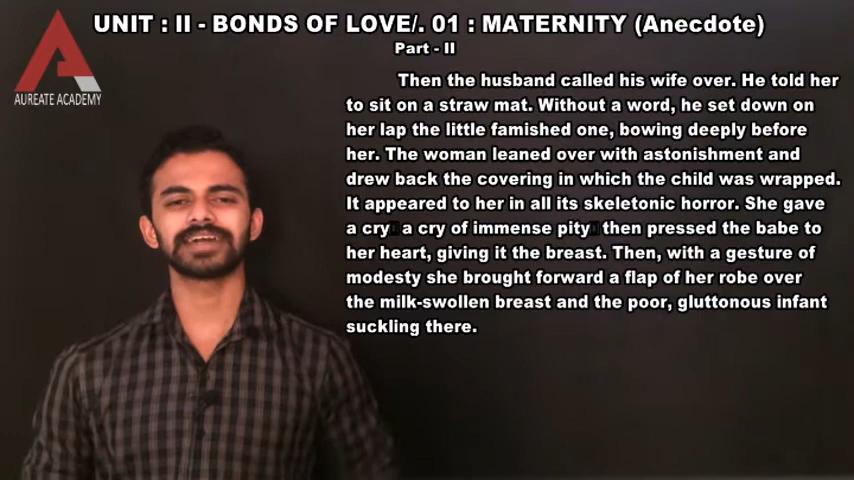 UNIT : II - BONDS OF LOVE/. 01 : MATERNITY (Anecdote)
Part - II
AUREATE ACADEMY
Then the husband called his wife over. He told her
to sit on a straw mat. Without a word, he set down on
her lap the little famished one, bowing deeply before
her. The woman leaned over with astonishment and
drew back the covering in which the child was wrapped.
It appeared to her in all its skeletonic horror. She gave
a cry▯ a cry of immense pity▯ then pressed the babe to
her heart, giving it the breast. Then, with a gesture of
modesty she brought forward a flap of her robe over
the milk-swollen breast and the poor, gluttonous infant
suckling there.